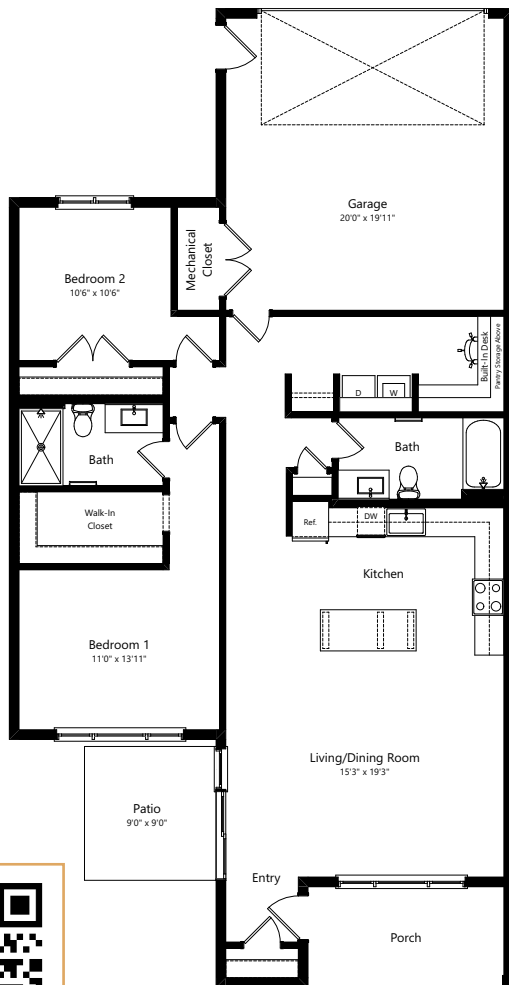 Garage
20'0" x 19'11"
Mechanical
Closet
Bedroom 2
10'6" x 10'6"
Built-In Desk
Pantry Storage Above
D
W
Bath
Bath
Walk-In
Closet
Ref.
DW
Kitchen
Bedroom 1
11'0" x 13'11"
Living/Dining Room
15'3" x 19'3"
Patio
9'0" x 9'0"
Entry
Porch